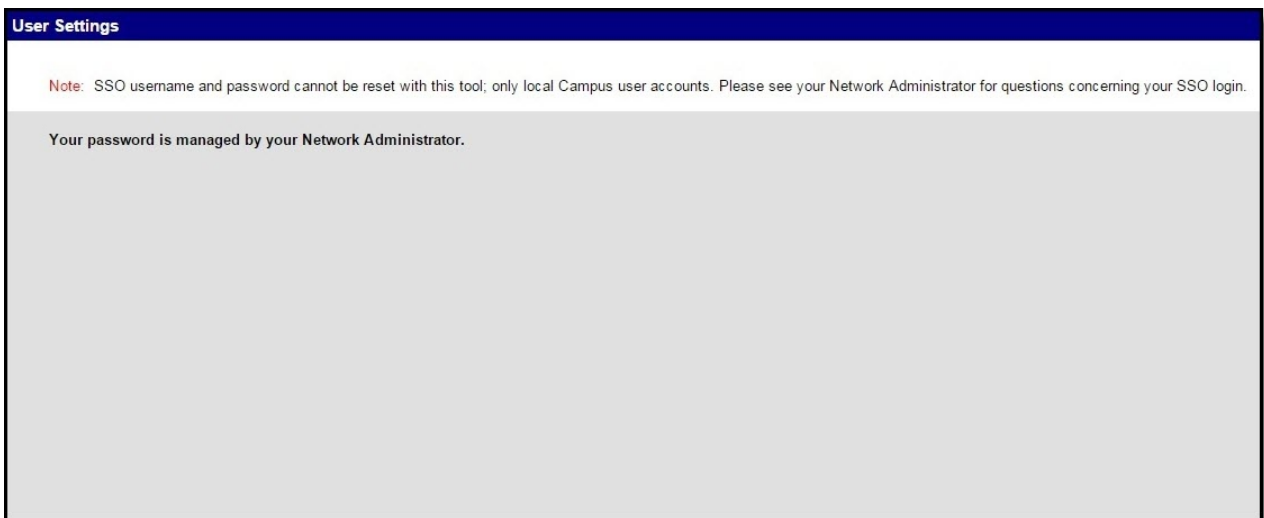 User Settings
Note: SSO username and password cannot be reset with this tool; only local Campus user accounts. Please see your Network Administrator for questions concerning your SSO login.
Your password is managed by your Network Administrator.